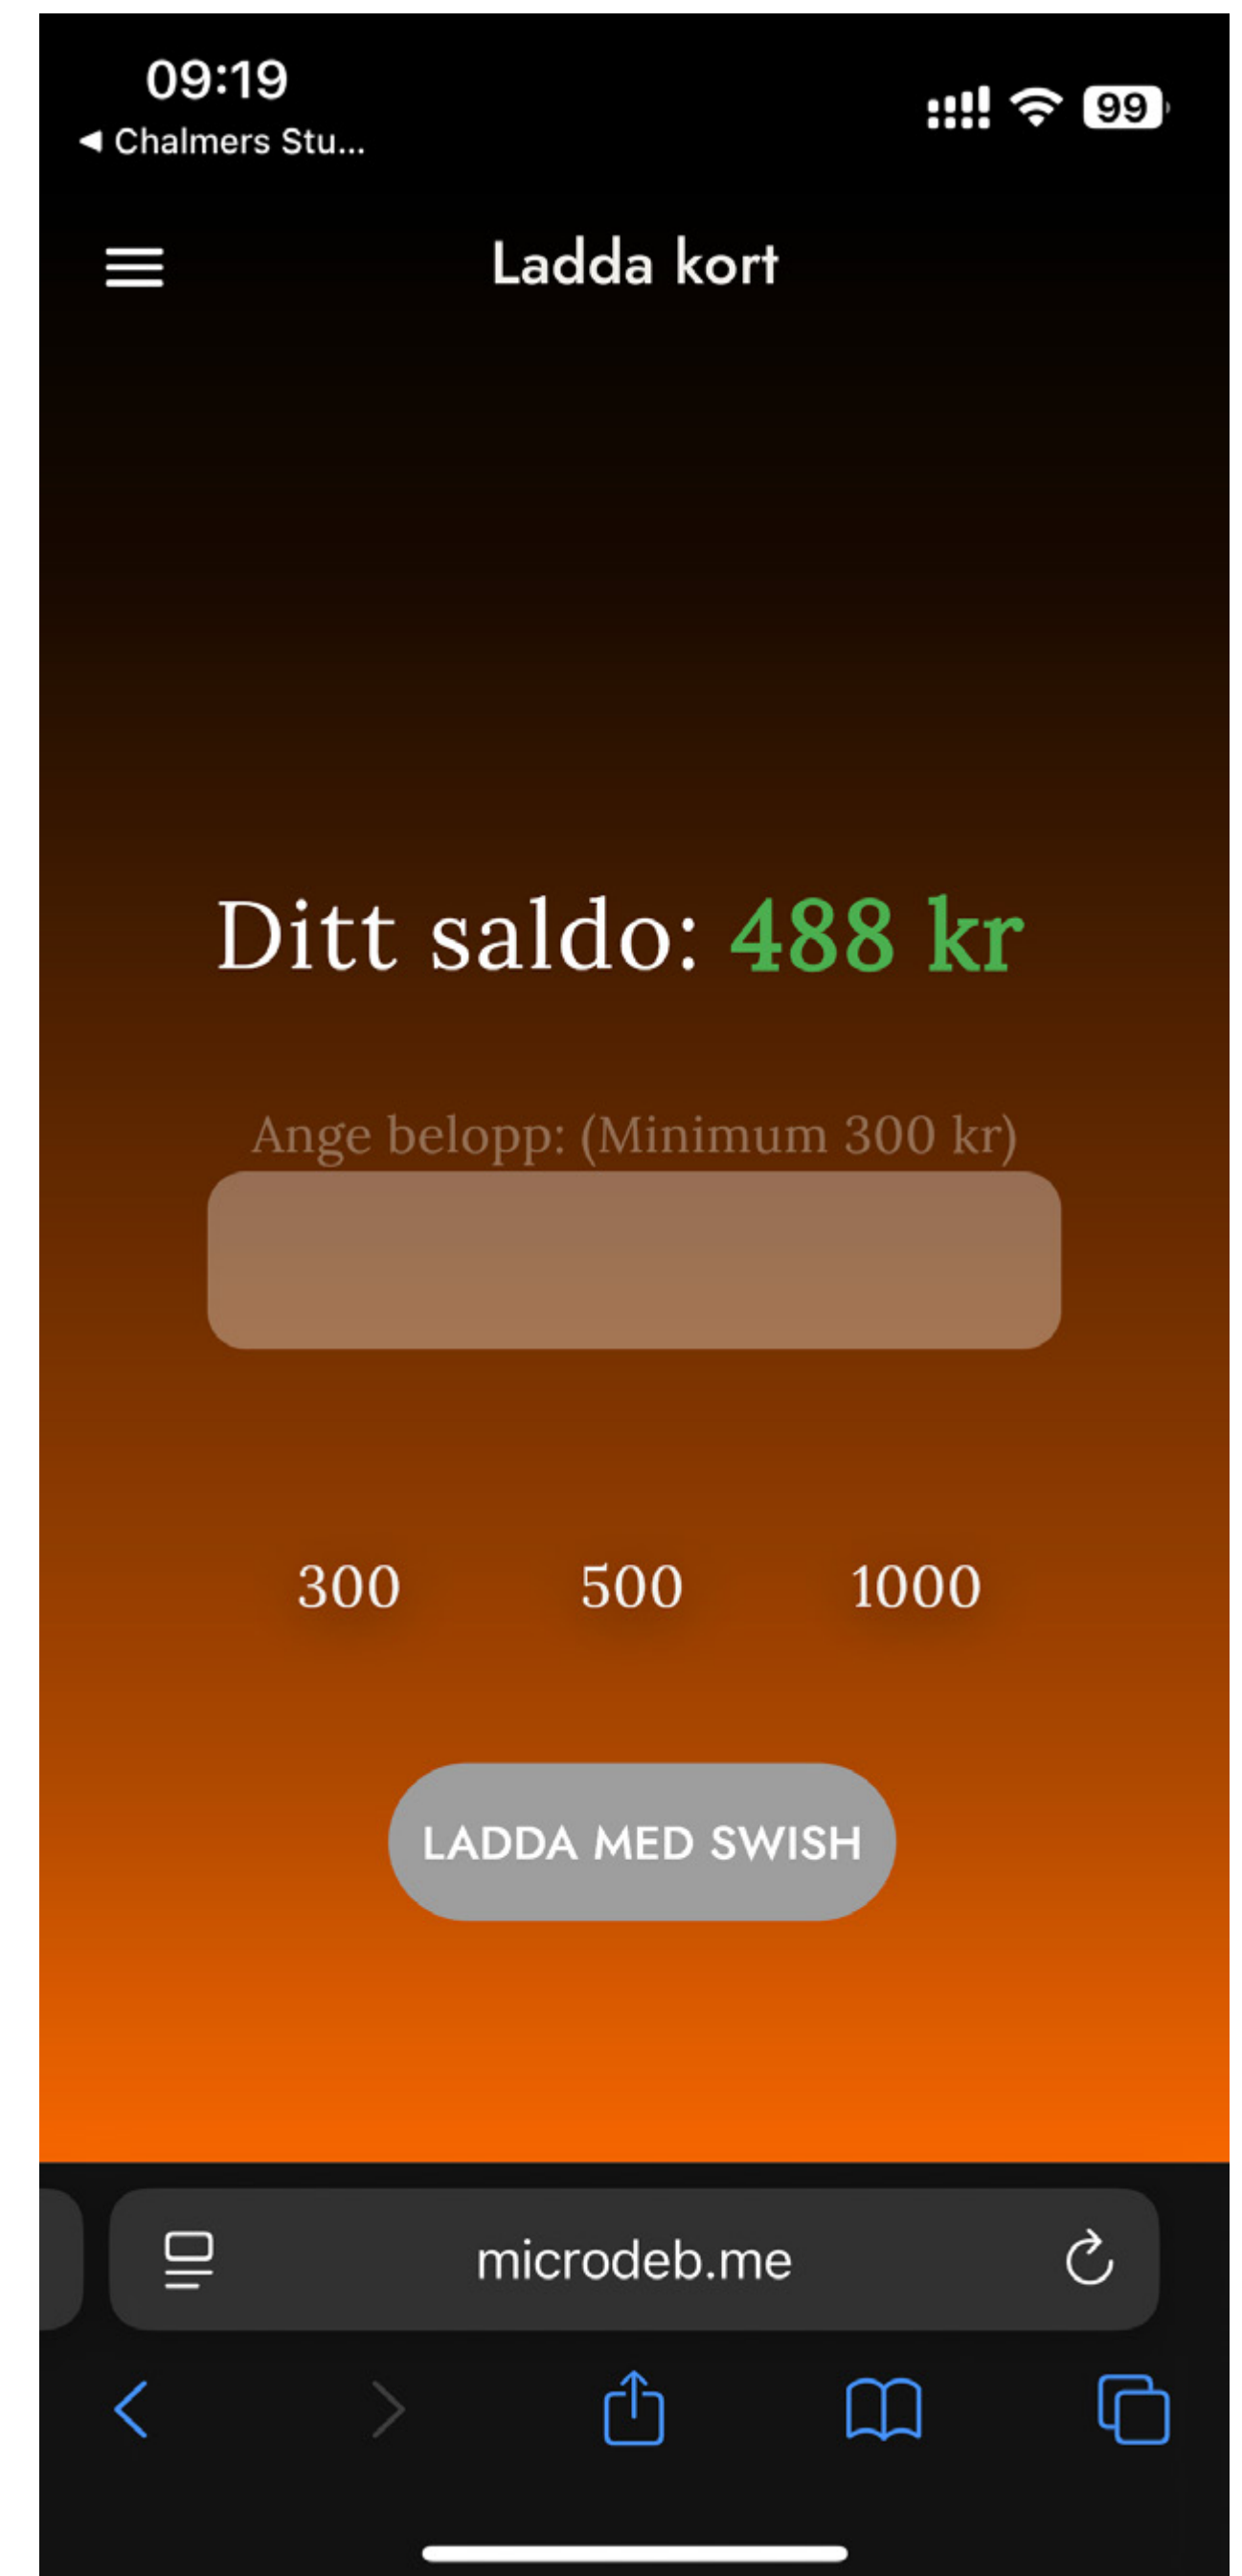 09:19
99
◀ Chalmers Stu...
Ladda kort
Ditt saldo: 488 kr
Ange belopp: (Minimum 300 kr)
300 500 1000
LADDA MED SWISH
microdeb.me